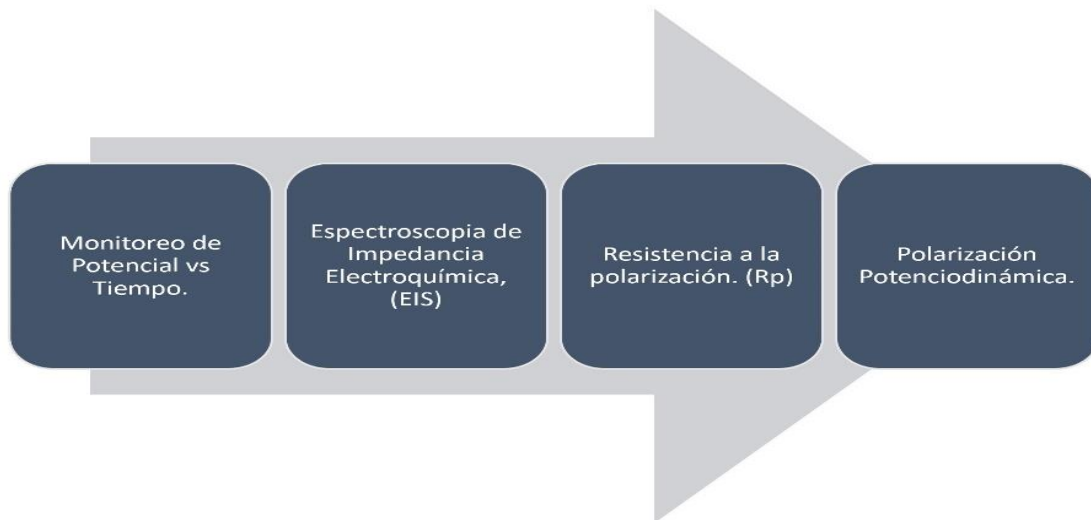 Monitoreo de
Potencial vs
Tiempo.
Espectroscopia de
Impedancia
Electroquímica,
(EIS)
Resistencia a la
polarización. (Rp)
Polarización
Potenciodinámica.